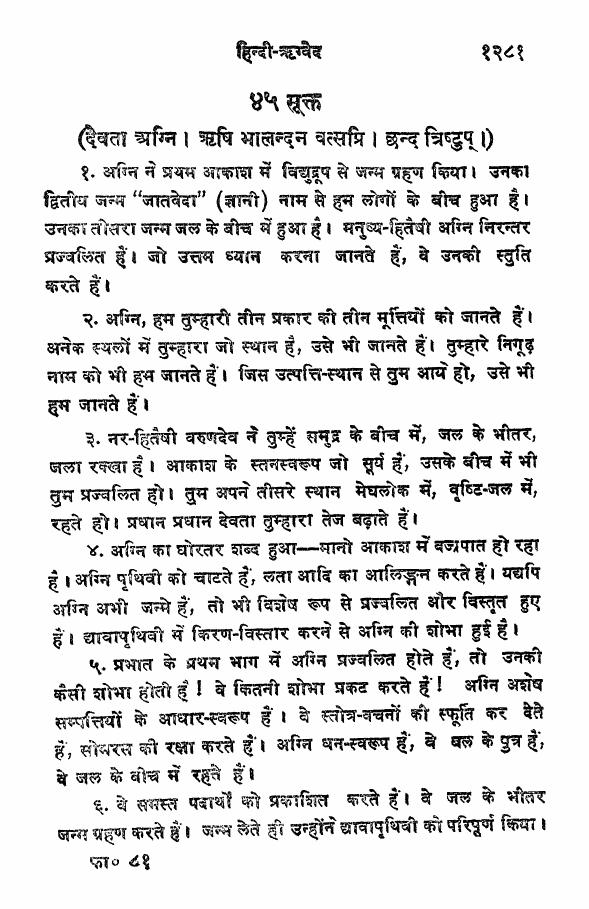 हिन्दी-ऋग्वेद १२८१
४५ सूक्त
(देवता अग्नि। ऋषि भालन्दन वत्सप्रि। छन्द त्रिष्टुप्।)
१. अग्नि ने प्रथम आकाश में विद्युद्रूप से जन्म ग्रहण किया। उनका
द्वितीय जन्म "जातवेदा" (ज्ञानी) नाम से हम लोगों के बीच हुआ है।
उनका तीसरा जन्म जल के बीच में हुआ है। मनुष्य-हितैषी अग्नि निरन्तर
प्रज्वलित हैं। जो उत्तम ध्यान करना जानते हैं, वे उनकी स्तुति
करते हैं।
२. अग्नि, हम तुम्हारी तीन प्रकार की तीन मूर्त्तियों को जानते हैं।
अनेक स्थलों में तुम्हारा जो स्थान है, उसे भी जानते हैं। तुम्हारे निगूढ़
नाम को भी हम जानते हैं। जिस उत्पत्ति-स्थान से तुम आये हो, उसे भी
हम जानते हैं।
३. नर-हितैषी वरुणदेव ने तुम्हें समुद्र के बीच में, जल के भीतर,
जला रक्खा है। आकाश के स्तनस्वरूप जो सूर्य हैं, उसके बीच में भी
तुम प्रज्वलित हो। तुम अपने तीसरे स्थान मेघलोक में, वृष्टि-जल में,
रहते हो। प्रधान प्रधान देवता तुम्हारा तेज बढ़ाते हैं।
४. अग्नि का घोरतर शब्द हुआ—मानो आकाश में वज्रपात हो रहा
है। अग्नि पृथिवी को चाटते हैं, लता आदि का आलिङ्गन करते हैं। यद्यपि
अग्नि अभी जन्मे हैं, तो भी विशेष रूप से प्रज्वलित और विस्तृत हुए
हैं। द्यावापृथिवी में किरण-विस्तार करने से अग्नि की शोभा हुई है।
५. प्रभात के प्रथम भाग में अग्नि प्रज्वलित होते हैं, तो उनकी
कैसी शोभा होती है! वे कितनी शोभा प्रकट करते हैं! अग्नि अशेष
सम्पत्तियों के आधार-स्वरूप हैं। वे स्तोत्र-वचनों की स्फूर्ति कर देते
हैं, सोमरस की रक्षा करते हैं। अग्नि धन-स्वरूप हैं, वे बल के पुत्र हैं,
वे जल के बीच में रहते हैं।
६. वे समस्त पदार्थों को प्रकाशित करते हैं। वे जल के भीतर
जन्म ग्रहण करते हैं। जन्म लेते ही उन्होंने द्यावापृथिवी को परिपूर्ण किया।
फा० ८१